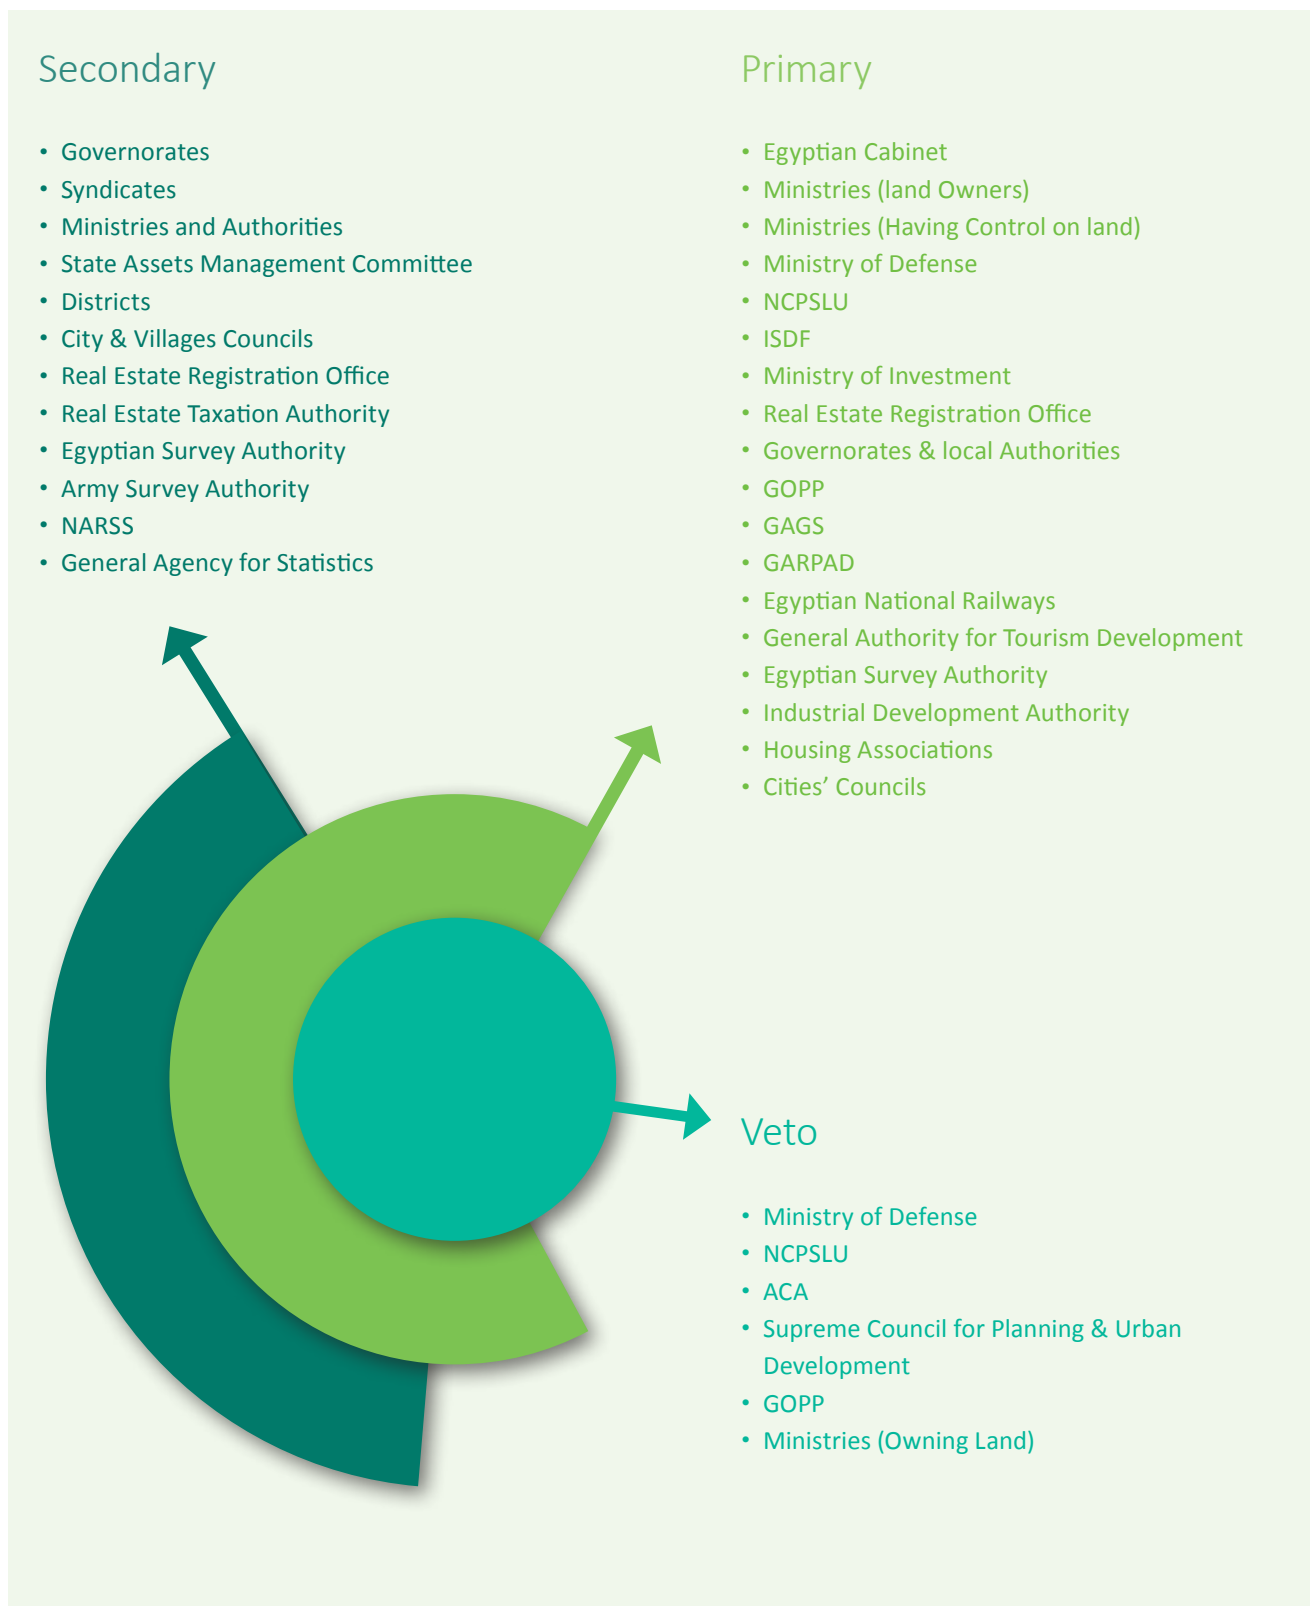 Secondary
• Governorates
• Syndicates
• Ministries and Authorities
• State Assets Management Committee
• Districts
• City & Villages Councils
• Real Estate Registration Office
• Real Estate Taxation Authority
• Egyptian Survey Authority
• Army Survey Authority
• NARSS
• General Agency for Statistics
Primary
• Egyptian Cabinet
• Ministries (land Owners)
• Ministries (Having Control on land)
• Ministry of Defense
• NCPSLU
• ISDF
• Ministry of Investment
• Real Estate Registration Office
• Governorates & local Authorities
• GOPP
• GAGS
• GARPAD
• Egyptian National Railways
• General Authority for Tourism Development
• Egyptian Survey Authority
• Industrial Development Authority
• Housing Associations
• Cities’ Councils
Veto
• Ministry of Defense
• NCPSLU
• ACA
• Supreme Council for Planning & Urban
Development
• GOPP
• Ministries (Owning Land)